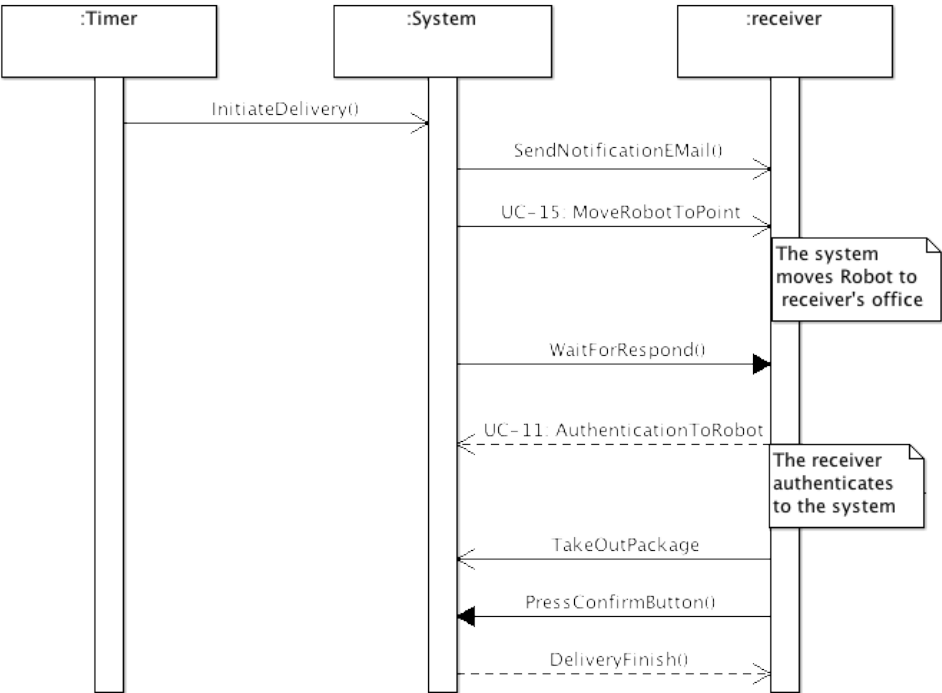 :Timer
:System
:receiver
InitiateDelivery()
SendNotificationEMail()
UC-15: MoveRobotToPoint
The system
moves Robot to
receiver's office
WaitForRespond()
UC-11: AuthenticationToRobot
The receiver
authenticates
to the system
TakeOutPackage
PressConfirmButton()
DeliveryFinish()